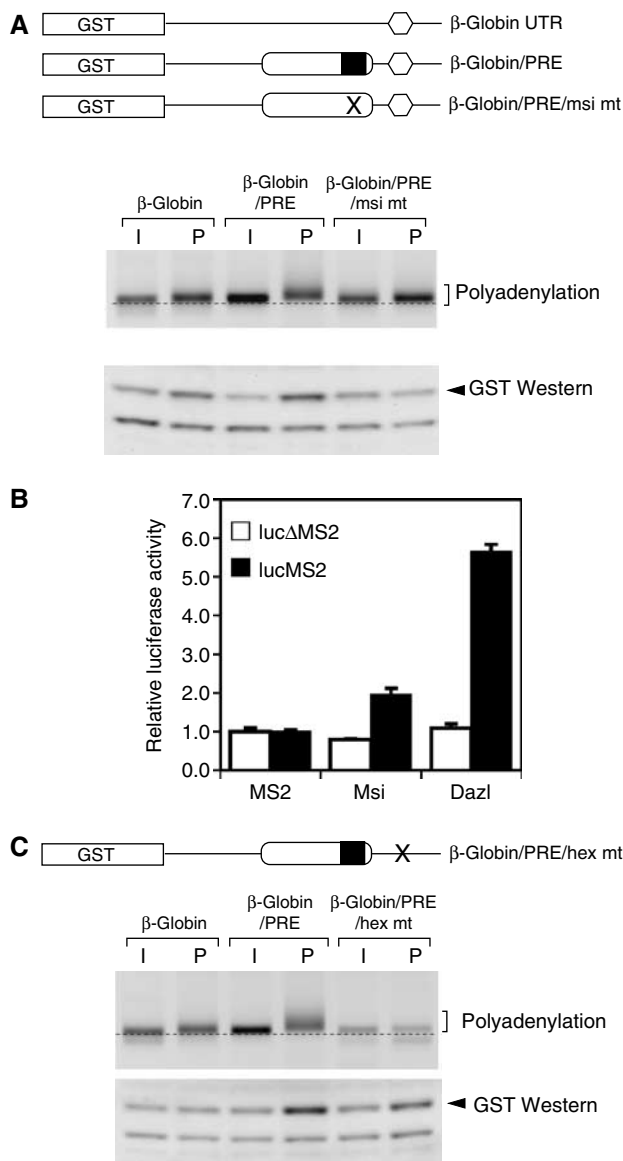 A
GST β-Globin UTR
GST β-Globin/PRE
GST X β-Globin/PRE/msi mt
β-Globin β-Globin /PRE β-Globin/PRE /msi mt
I P I P I P
Polyadenylation
GST Western
B
Relative luciferase activity
7.0
6.0
5.0
4.0
3.0
2.0
1.0
0.0
lucΔMS2
lucMS2
MS2 Msi Dazl
C
GST X β-Globin/PRE/hex mt
β-Globin β-Globin /PRE β-Globin/PRE /hex mt
I P I P I P
Polyadenylation
GST Western